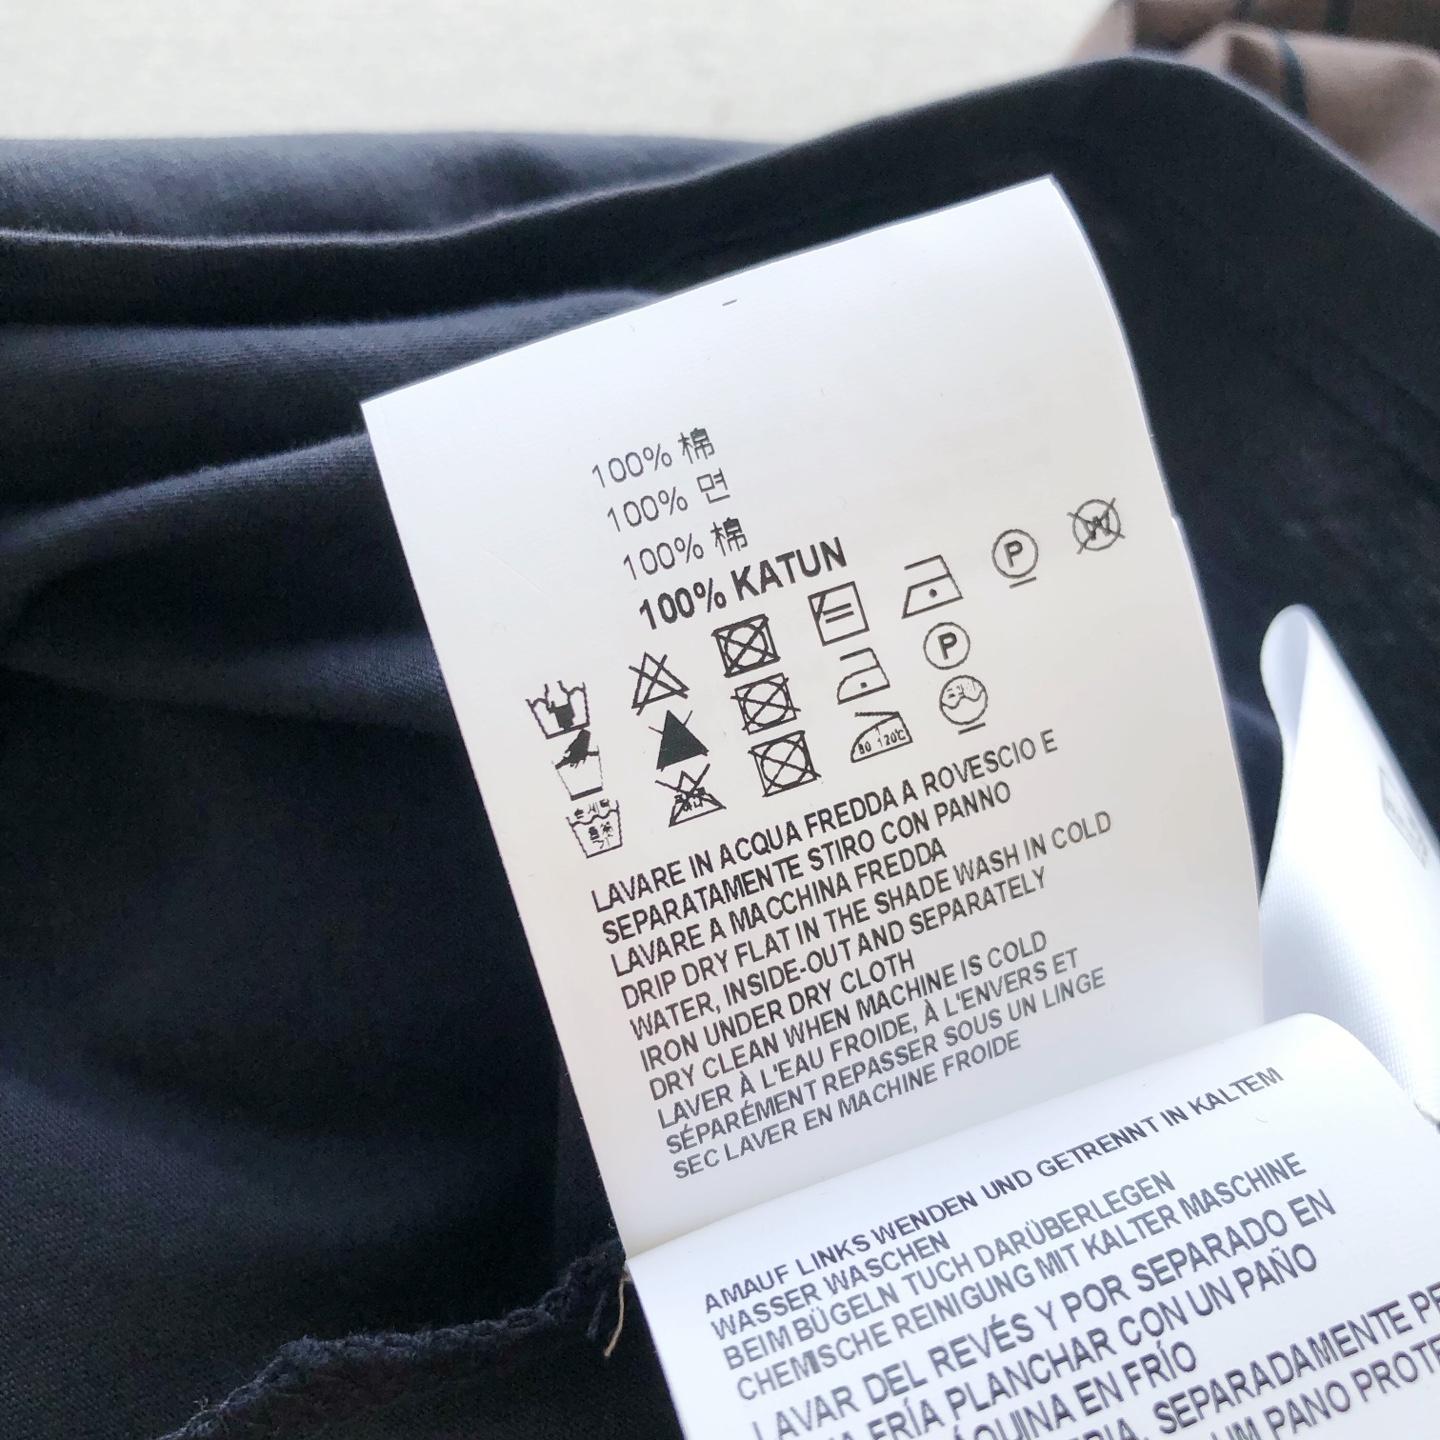 100% 棉
100% 면
100% 棉
100% KATUN
P
W
P
80 120℃
LAVARE IN ACQUA FREDDA A ROVESCIO E
SEPARATAMENTE STIRO CON PANNO
LAVARE A MACCHINA FREDDA
DRIP DRY FLAT IN THE SHADE WASH IN COLD
WATER, INSIDE-OUT AND SEPARATELY
IRON UNDER DRY CLOTH
DRY CLEAN WHEN MACHINE IS COLD
LAVER À L'EAU FROIDE, À L'ENVERS ET
SÉPARÉMENT REPASSER SOUS UN LINGE
SEC LAVER EN MACHINE FROIDE
AMAUF LINKS WENDEN UND GETRENNT IN KALTEM
WASSER WASCHEN
BEIM BÜGELN TUCH DARÜBERLEGEN
CHEMISCHE REINIGUNG MIT KALTER MASCHINE
LAVAR DEL REVÉS Y POR SEPARADO EN
FRÍA PLANCHAR CON UN PAÑO
EN FRÍO
SEPARADAMENTE
UM PANO